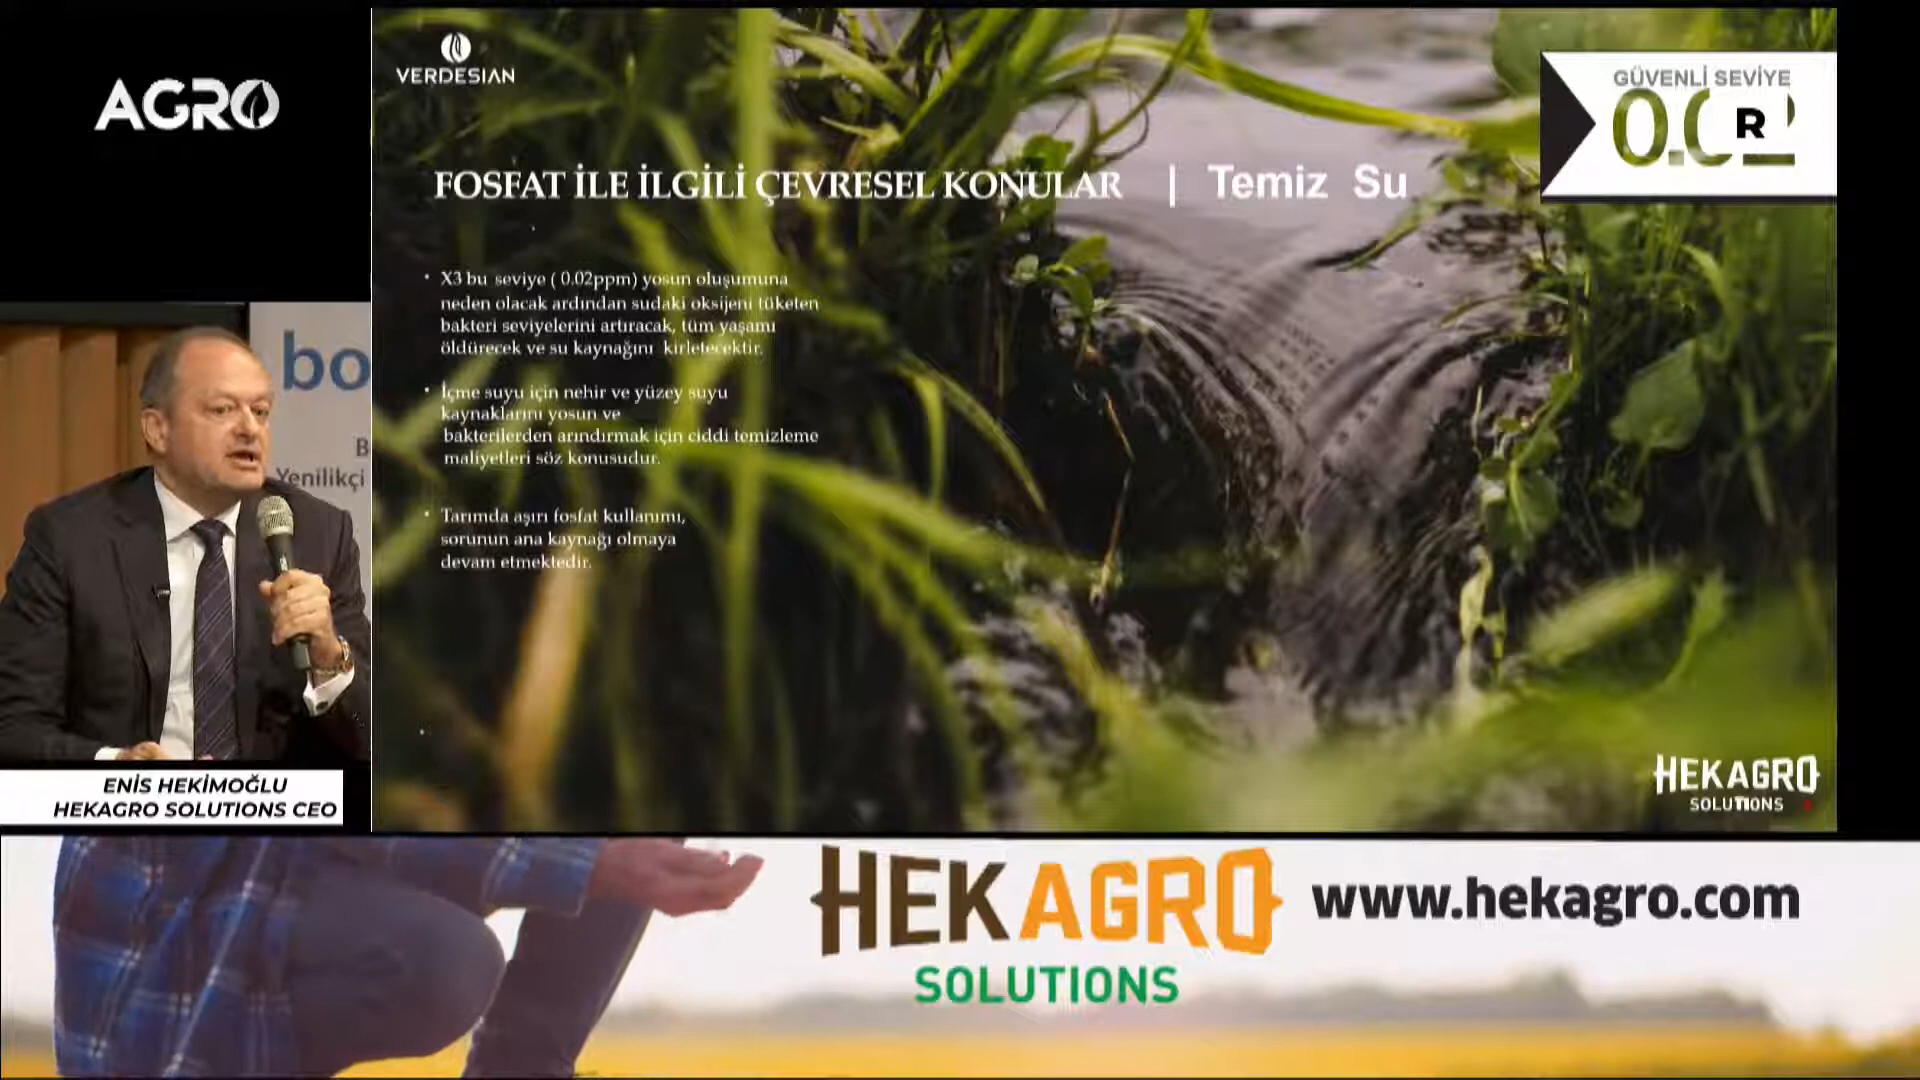 AGRO
VERDESIAN
GÜVENLİ SEVİYE
R
FOSFAT İLE İLGİLİ ÇEVRESEL KONULAR | Temiz Su
• X3 bu seviye ( 0.02ppm) yosun oluşumuna
neden olacak ardından sudaki oksijeni tüketen
bakteri seviyelerini artıracak, tüm yaşamı
öldürecek ve su kaynağını kirletecektir.
• İçme suyu için nehir ve yüzey suyu
kaynaklarını yosun ve
bakterilerden arındırmak için ciddi temizleme
maliyetleri söz konusudur.
• Tarımda aşırı fosfat kullanımı,
sorunun ana kaynağı olmaya
devam etmektedir.
bo
B
Yenilikçi
ENİS HEKİMOĞLU
HEKAGRO SOLUTIONS CEO
HEKAGRO
SOLUTIONS
HEKAGRO
SOLUTIONS
www.hekagro.com